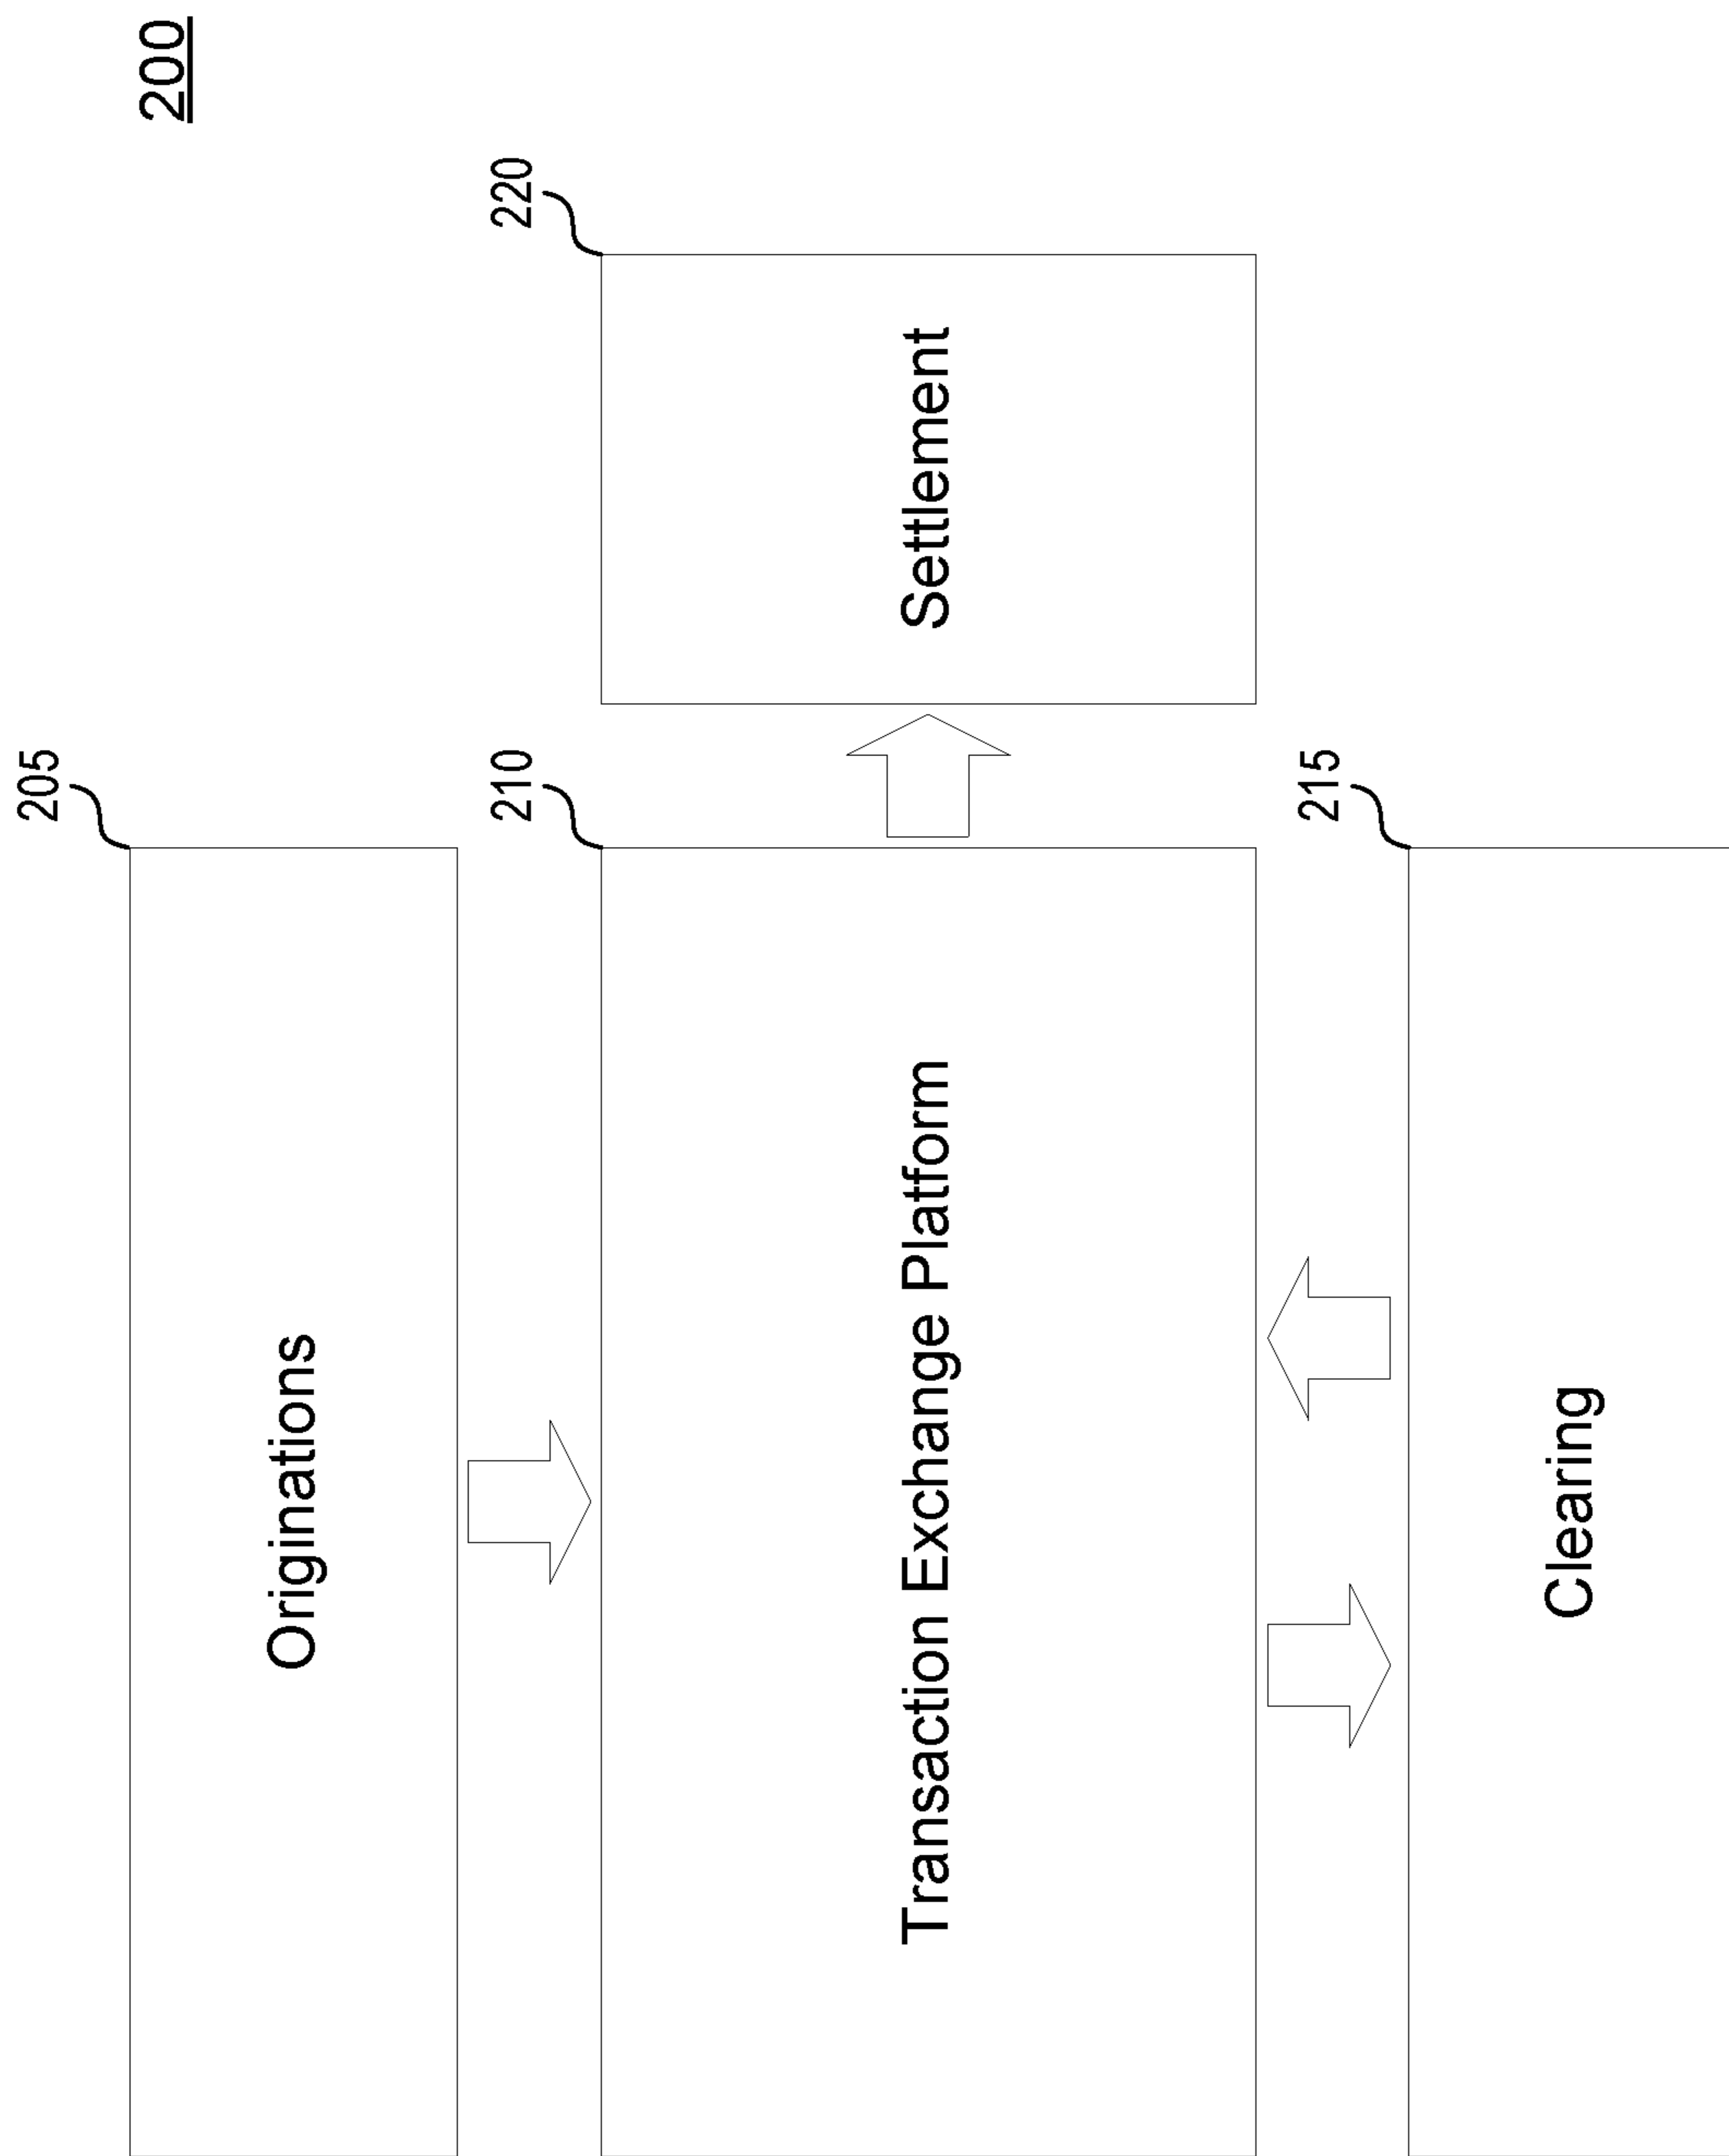 200
205
Originations
210
Transaction Exchange Platform
220
Settlement
215
Clearing